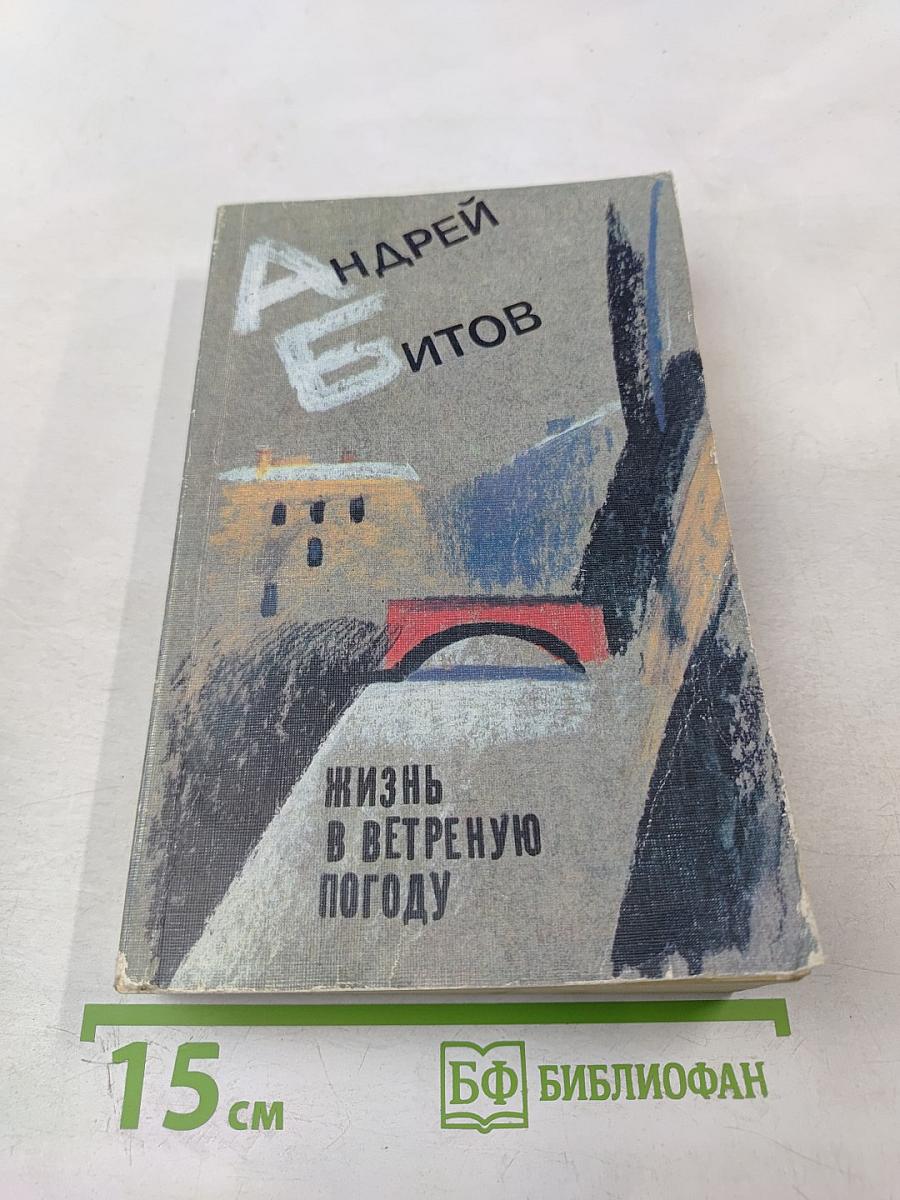 Андрей
Битов
ЖИЗНЬ
В ВЕТРЕНУЮ
ПОГОДУ
15 см
БФ БИБЛИОФАН